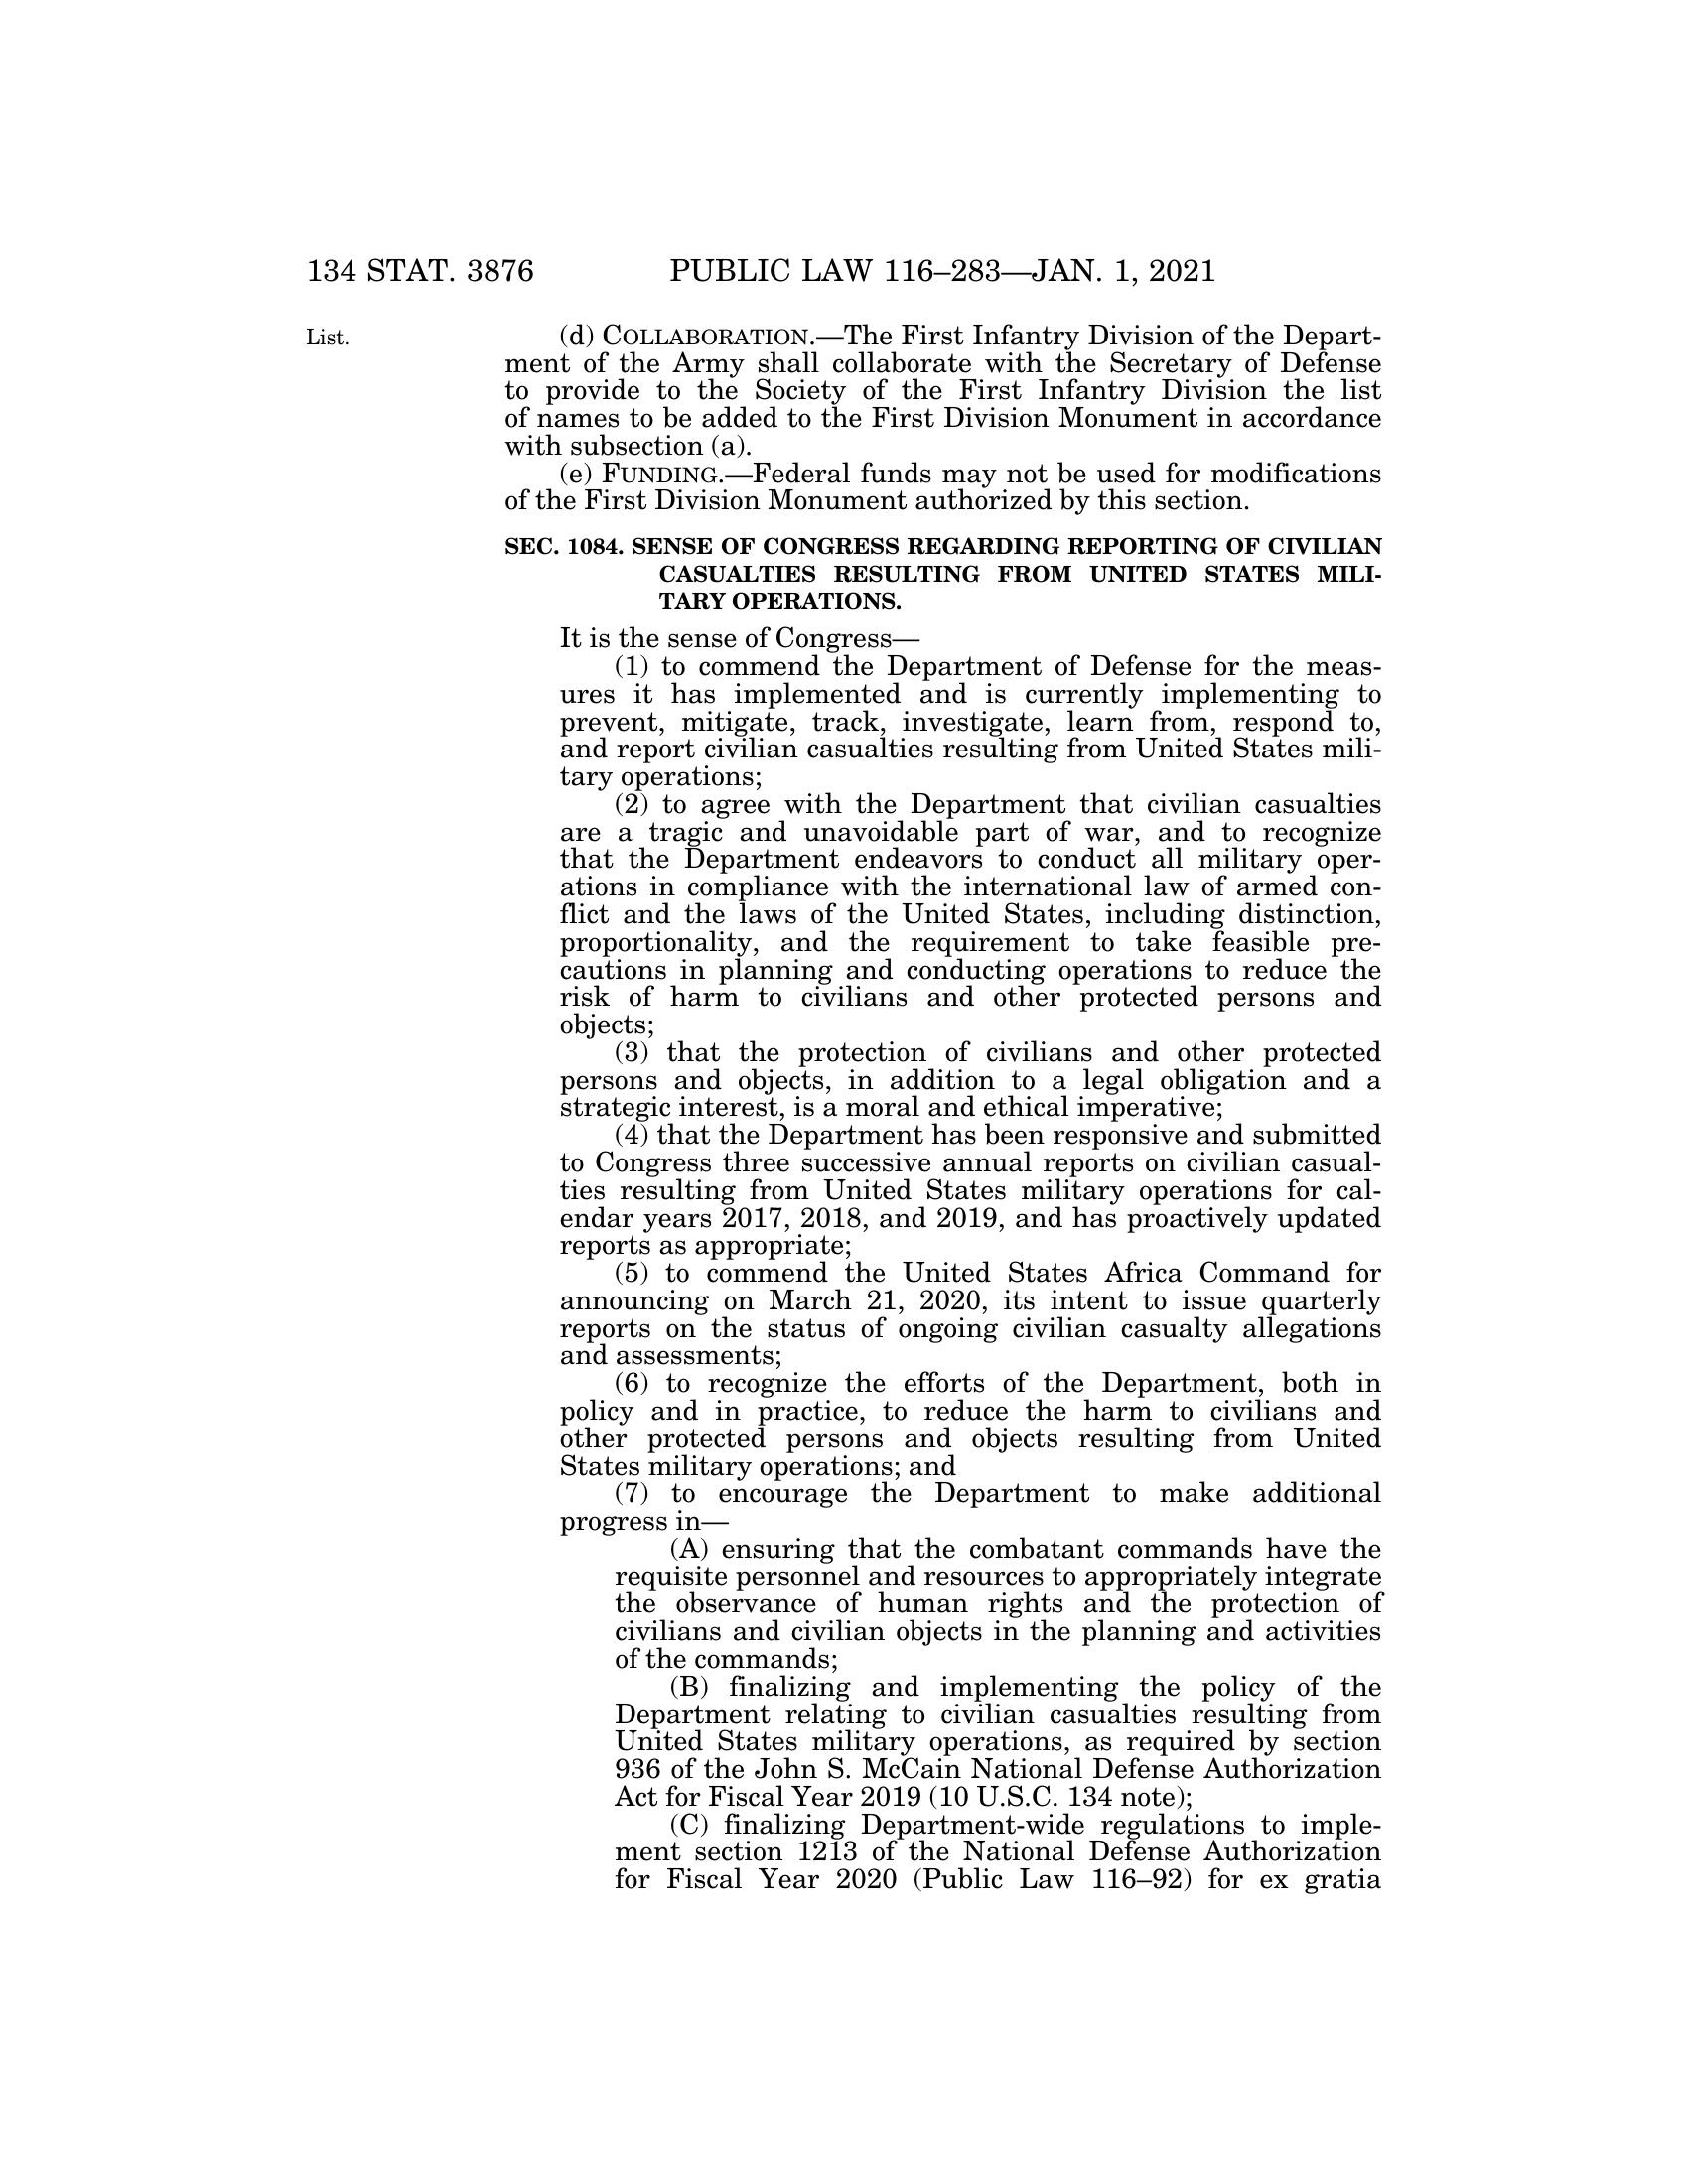 134 STAT. 3876
PUBLIC LAW 116–283—JAN. 1, 2021
List.
(d) COLLABORATION.—The First Infantry Division of the Depart-
ment of the Army shall collaborate with the Secretary of Defense
to provide to the Society of the First Infantry Division the list
of names to be added to the First Division Monument in accordance
with subsection (a).
(e) FUNDING.—Federal funds may not be used for modifications
of the First Division Monument authorized by this section.
SEC. 1084. SENSE OF CONGRESS REGARDING REPORTING OF CIVILIAN
CASUALTIES RESULTING FROM UNITED STATES MILI-
TARY OPERATIONS.
It is the sense of Congress—
(1) to commend the Department of Defense for the meas-
ures it has implemented and is currently implementing to
prevent, mitigate, track, investigate, learn from, respond to,
and report civilian casualties resulting from United States mili-
tary operations;
(2) to agree with the Department that civilian casualties
are a tragic and unavoidable part of war, and to recognize
that the Department endeavors to conduct all military oper-
ations in compliance with the international law of armed con-
flict and the laws of the United States, including distinction,
proportionality, and the requirement to take feasible pre-
cautions in planning and conducting operations to reduce the
risk of harm to civilians and other protected persons and
objects;
(3) that the protection of civilians and other protected
persons and objects, in addition to a legal obligation and a
strategic interest, is a moral and ethical imperative;
(4) that the Department has been responsive and submitted
to Congress three successive annual reports on civilian casual-
ties resulting from United States military operations for cal-
endar years 2017, 2018, and 2019, and has proactively updated
reports as appropriate;
(5) to commend the United States Africa Command for
announcing on March 21, 2020, its intent to issue quarterly
reports on the status of ongoing civilian casualty allegations
and assessments;
(6) to recognize the efforts of the Department, both in
policy and in practice, to reduce the harm to civilians and
other protected persons and objects resulting from United
States military operations; and
(7) to encourage the Department to make additional
progress in—
(A) ensuring that the combatant commands have the
requisite personnel and resources to appropriately integrate
the observance of human rights and the protection of
civilians and civilian objects in the planning and activities
of the commands;
(B) finalizing and implementing the policy of the
Department relating to civilian casualties resulting from
United States military operations, as required by section
936 of the John S. McCain National Defense Authorization
Act for Fiscal Year 2019 (10 U.S.C. 134 note);
(C) finalizing Department-wide regulations to imple-
ment section 1213 of the National Defense Authorization
for Fiscal Year 2020 (Public Law 116–92) for ex gratia